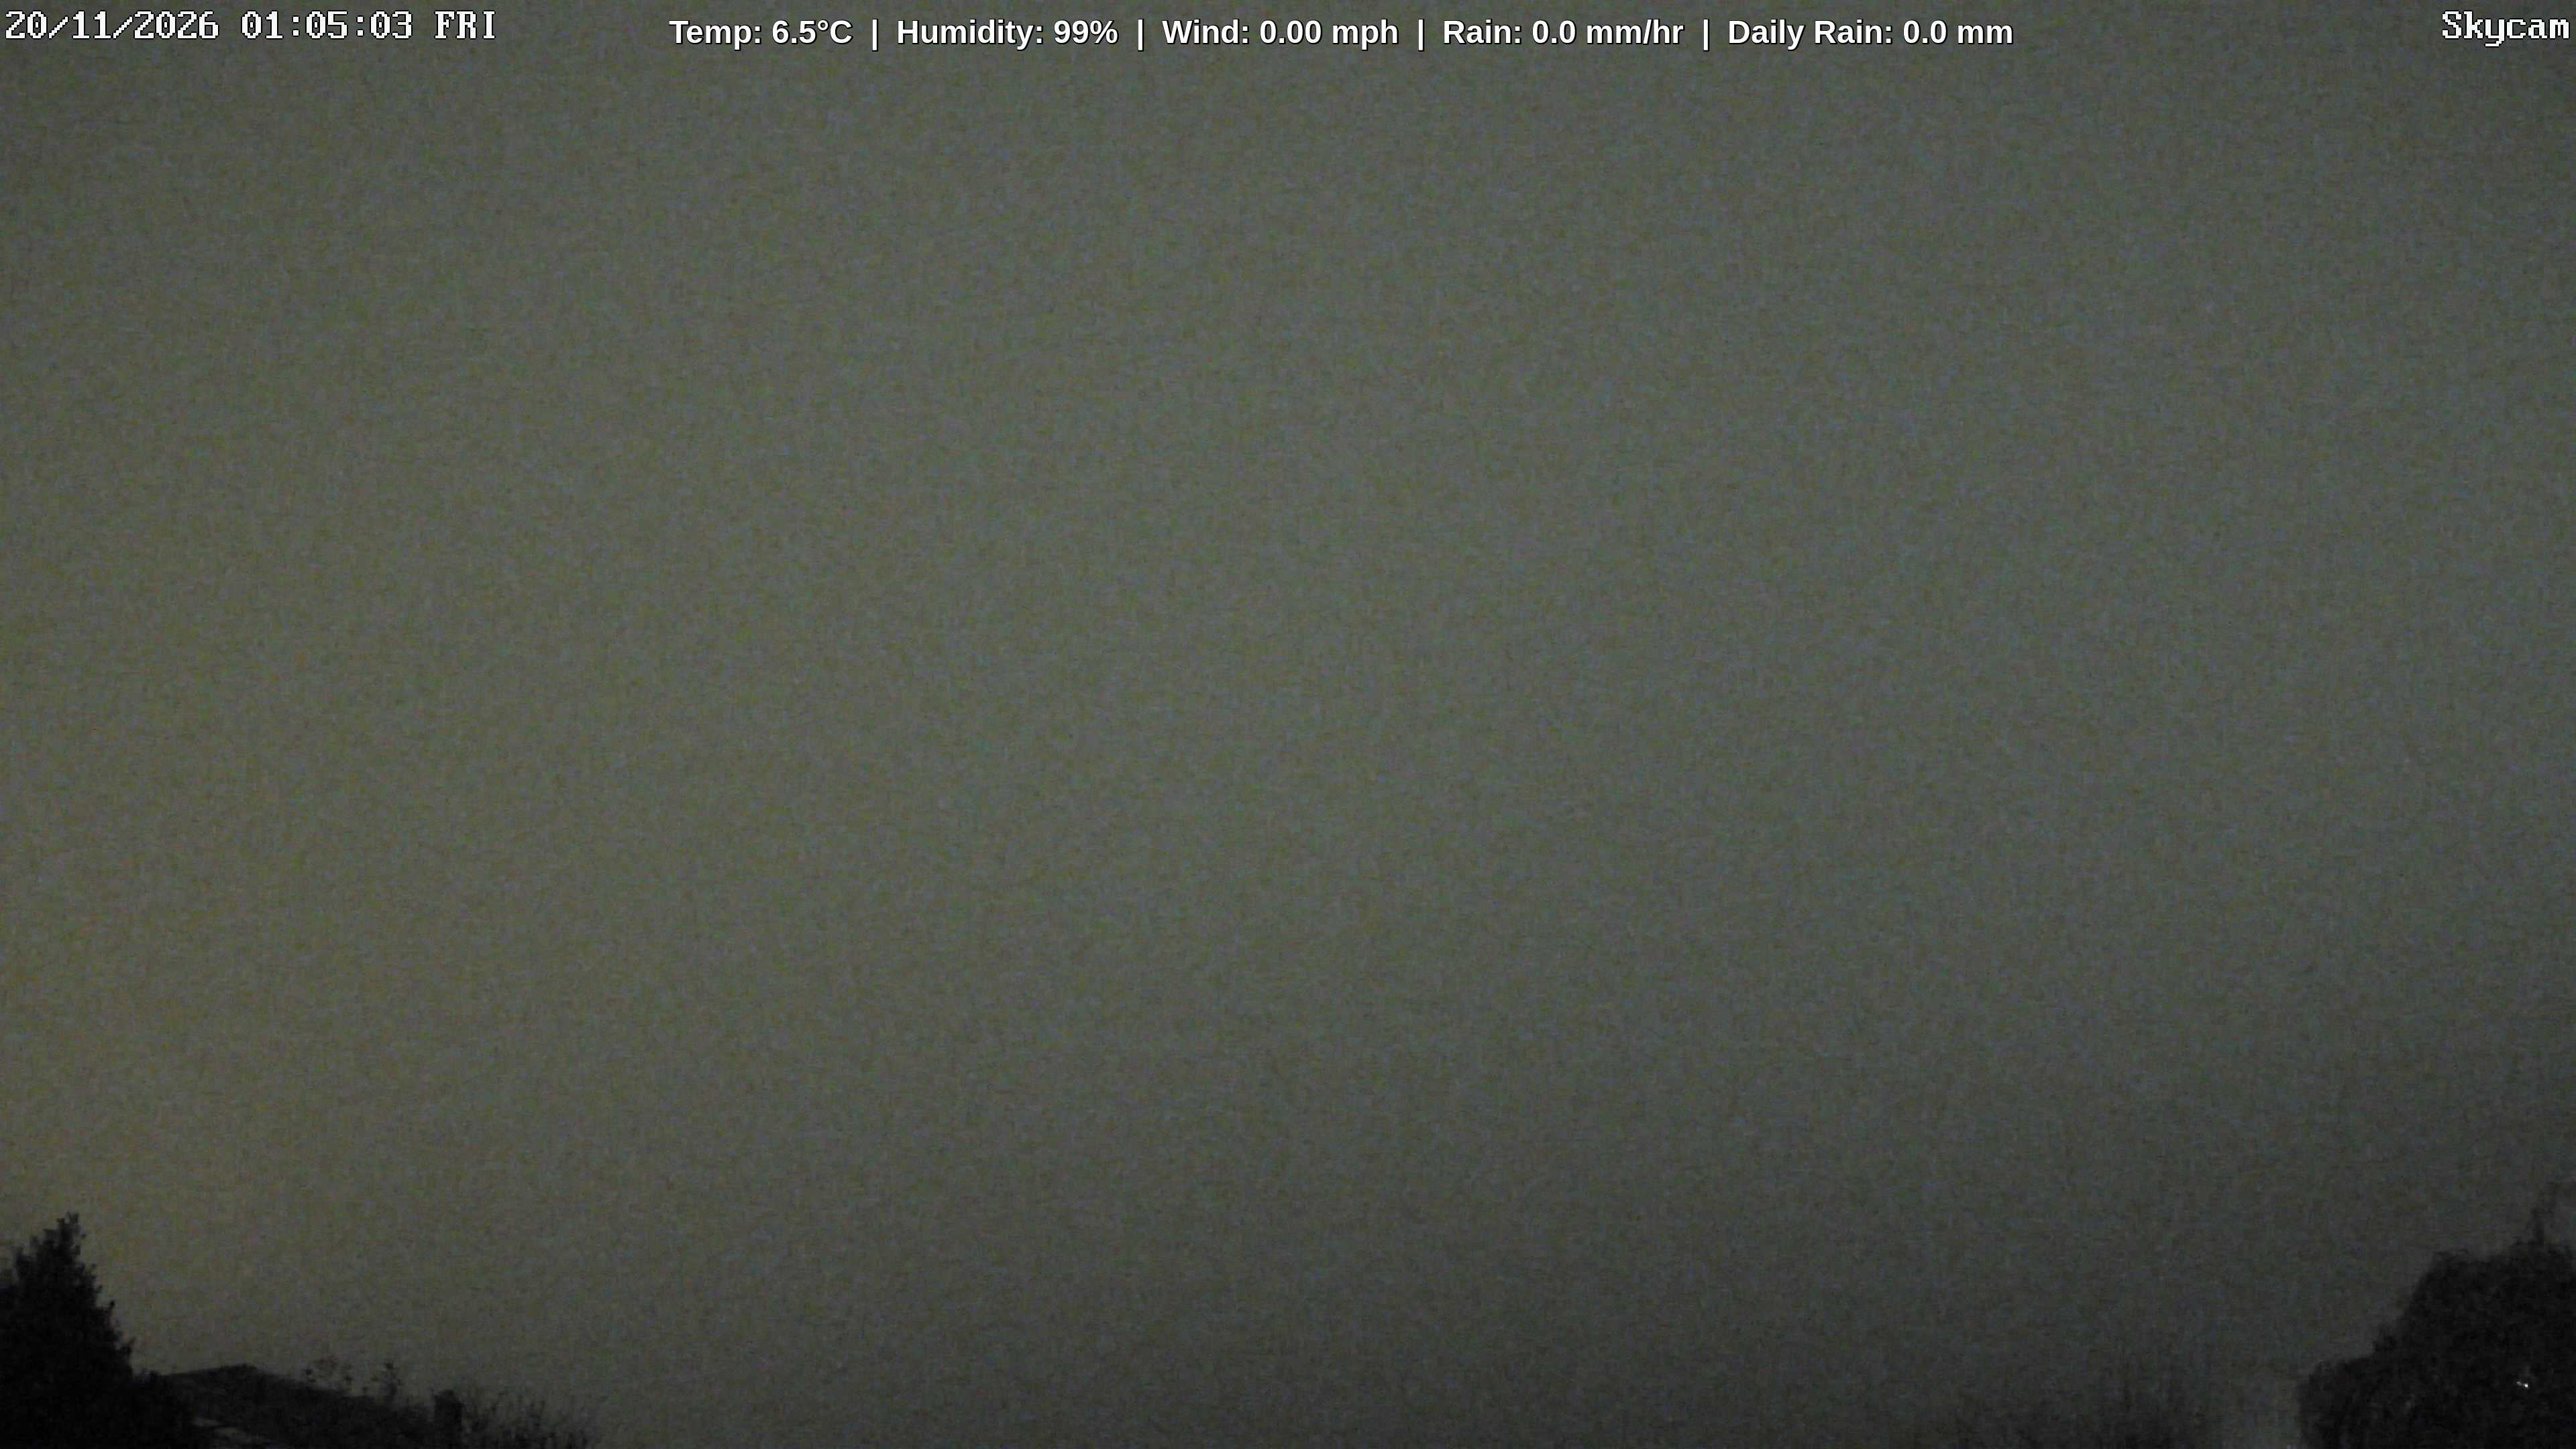 20/11/2026 01:05:03 FRI
Temp: 6.5°C | Humidity: 99% | Wind: 0.00 mph | Rain: 0.0 mm/hr | Daily Rain: 0.0 mm
Skycam